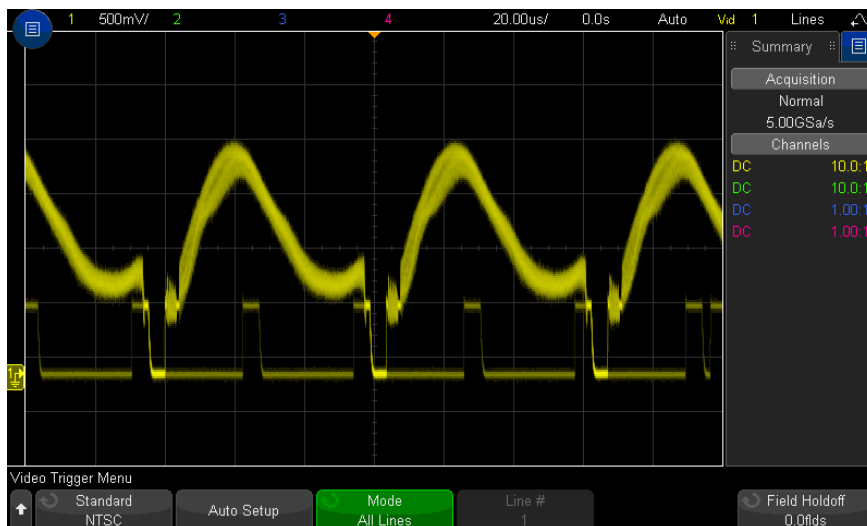 1 500mV/ 2 3 4 20.00us/ 0.0s Auto Vid 1 Lines
Summary
Acquisition
Normal
5.00GSa/s
Channels
DC 10.0:1
DC 10.0:1
DC 1.00:1
DC 1.00:1
1
Video Trigger Menu
Standard
NTSC
Auto Setup
Mode
All Lines
Line #
1
Field Holdoff
0.0flds